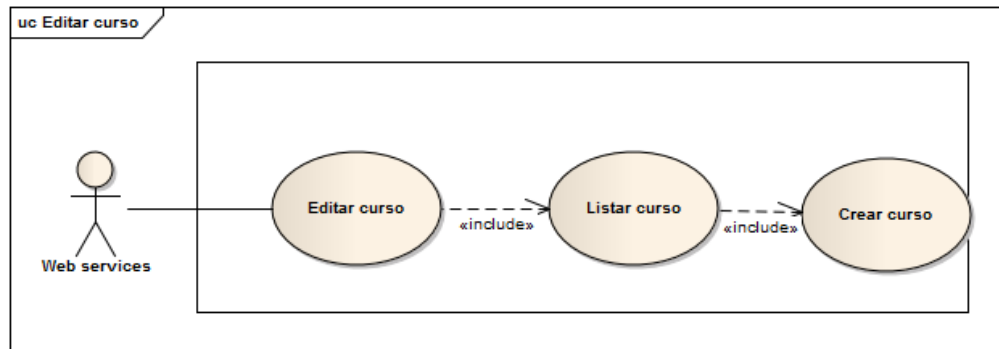 uc Editar curso
Editar curso
Listar curso
Crear curso
«include»
«include»
Web services